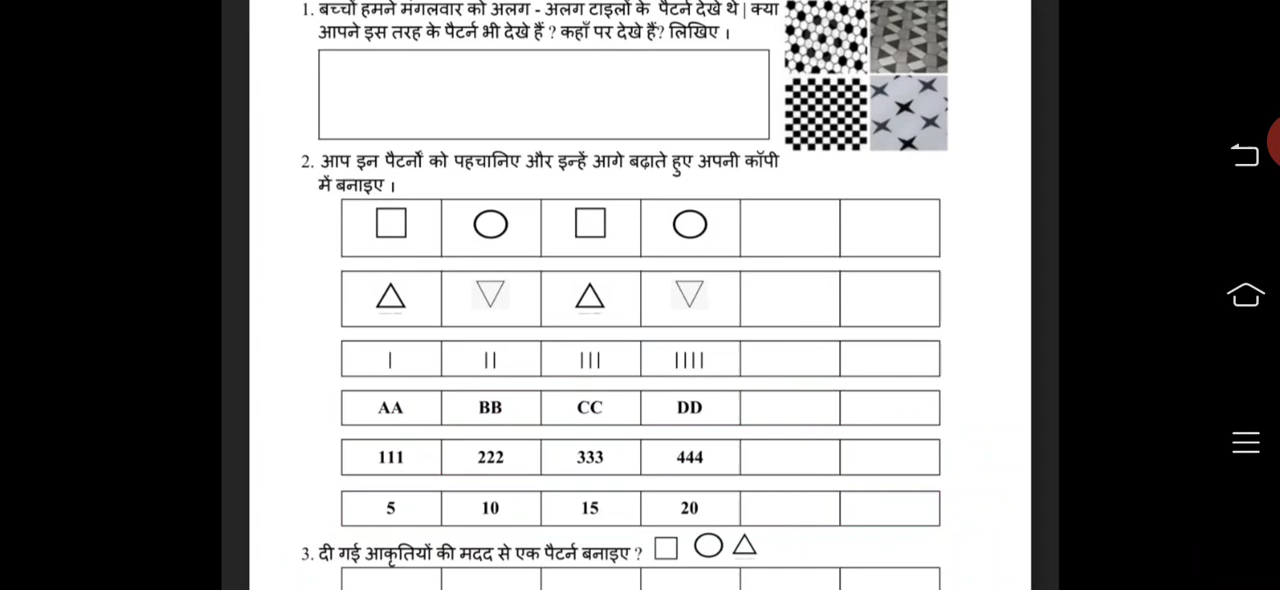 1. बच्चों हमने मंगलवार को अलग - अलग टाइलों के पैटर्न देखे थे | क्या
आपने इस तरह के पैटर्न भी देखे हैं ? कहाँ पर देखे हैं? लिखिए ।
2. आप इन पैटर्नों को पहचानिए और इन्हें आगे बढ़ाते हुए अपनी कॉपी
में बनाइए ।
| || ||| ||||
AA BB CC DD
111 222 333 444
5 10 15 20
3. दी गई आकृतियों की मदद से एक पैटर्न बनाइए ?